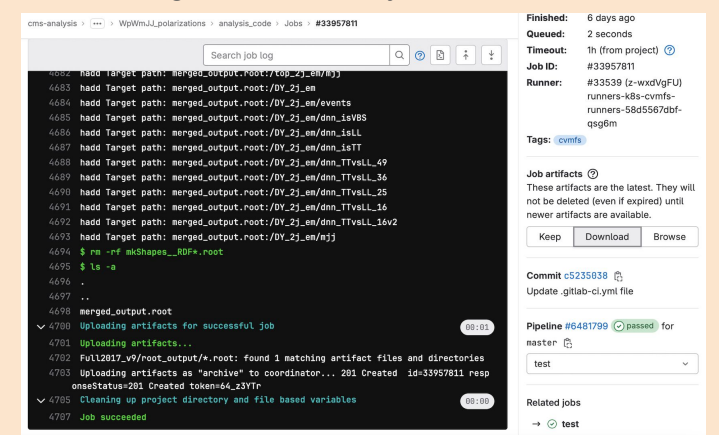 cms-analysis > ··· > WpWmJJ_polarizations > analysis_code > Jobs > #33957811
Search job log
4682 hadd Target path: merged_output.root:/top_2j_em/mjj
4683 hadd Target path: merged_output.root:/DY_2j_em
4684 hadd Target path: merged_output.root:/DY_2j_em/events
4685 hadd Target path: merged_output.root:/DY_2j_em/dnn_isVBS
4686 hadd Target path: merged_output.root:/DY_2j_em/dnn_isLL
4687 hadd Target path: merged_output.root:/DY_2j_em/dnn_isTT
4688 hadd Target path: merged_output.root:/DY_2j_em/dnn_TTvsLL_49
4689 hadd Target path: merged_output.root:/DY_2j_em/dnn_TTvsLL_36
4690 hadd Target path: merged_output.root:/DY_2j_em/dnn_TTvsLL_25
4691 hadd Target path: merged_output.root:/DY_2j_em/dnn_TTvsLL_16
4692 hadd Target path: merged_output.root:/DY_2j_em/dnn_TTvsLL_16v2
4693 hadd Target path: merged_output.root:/DY_2j_em/mjj
4694 $ rm -rf mkShapes__RDF*.root
4695 $ ls -a
4696 .
4697 ..
4698 merged_output.root
4700 Uploading artifacts for successful job 00:01
4701 Uploading artifacts...
4702 Full2017_v9/root_output/*.root: found 1 matching artifact files and directories
4703 Uploading artifacts as "archive" to coordinator... 201 Created id=33957811 resp
onseStatus=201 Created token=64_z3YTr
4705 Cleaning up project directory and file based variables 00:00
4707 Job succeeded
Finished: 6 days ago
Queued: 2 seconds
Timeout: 1h (from project)
Job ID: #33957811
Runner: #33539 (z-wxdVgFU)
runners-k8s-cvmfs-
runners-58d5567dbf-
qsg6m
Tags: cvmfs
Job artifacts
These artifacts are the latest. They will
not be deleted (even if expired) until
newer artifacts are available.
Keep Download Browse
Commit c5235038
Update .gitlab-ci.yml file
Pipeline #6481799 passed for
master
test
Related jobs
→ test